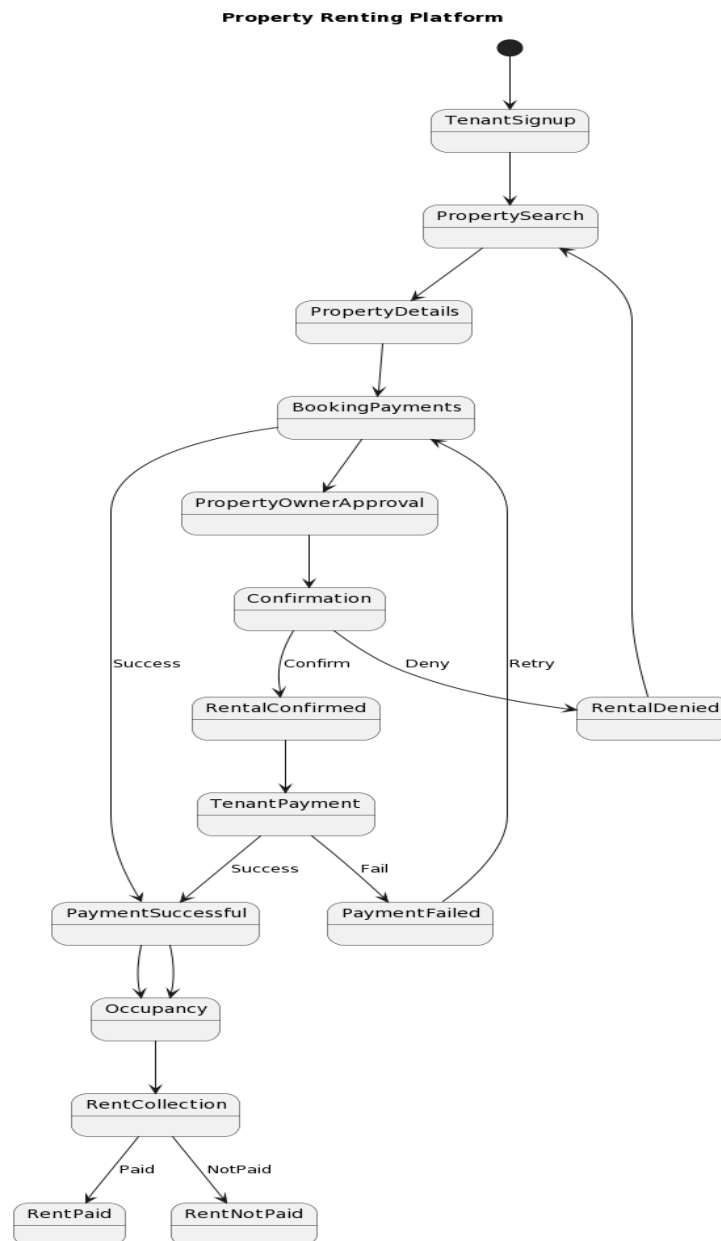 Property Renting Platform
TenantSignup
PropertySearch
PropertyDetails
BookingPayments
PropertyOwnerApproval
Confirmation
Success
Confirm
Deny
Retry
RentalConfirmed
RentalDenied
TenantPayment
Success
Fail
PaymentSuccessful
PaymentFailed
Occupancy
RentCollection
Paid
NotPaid
RentPaid
RentNotPaid